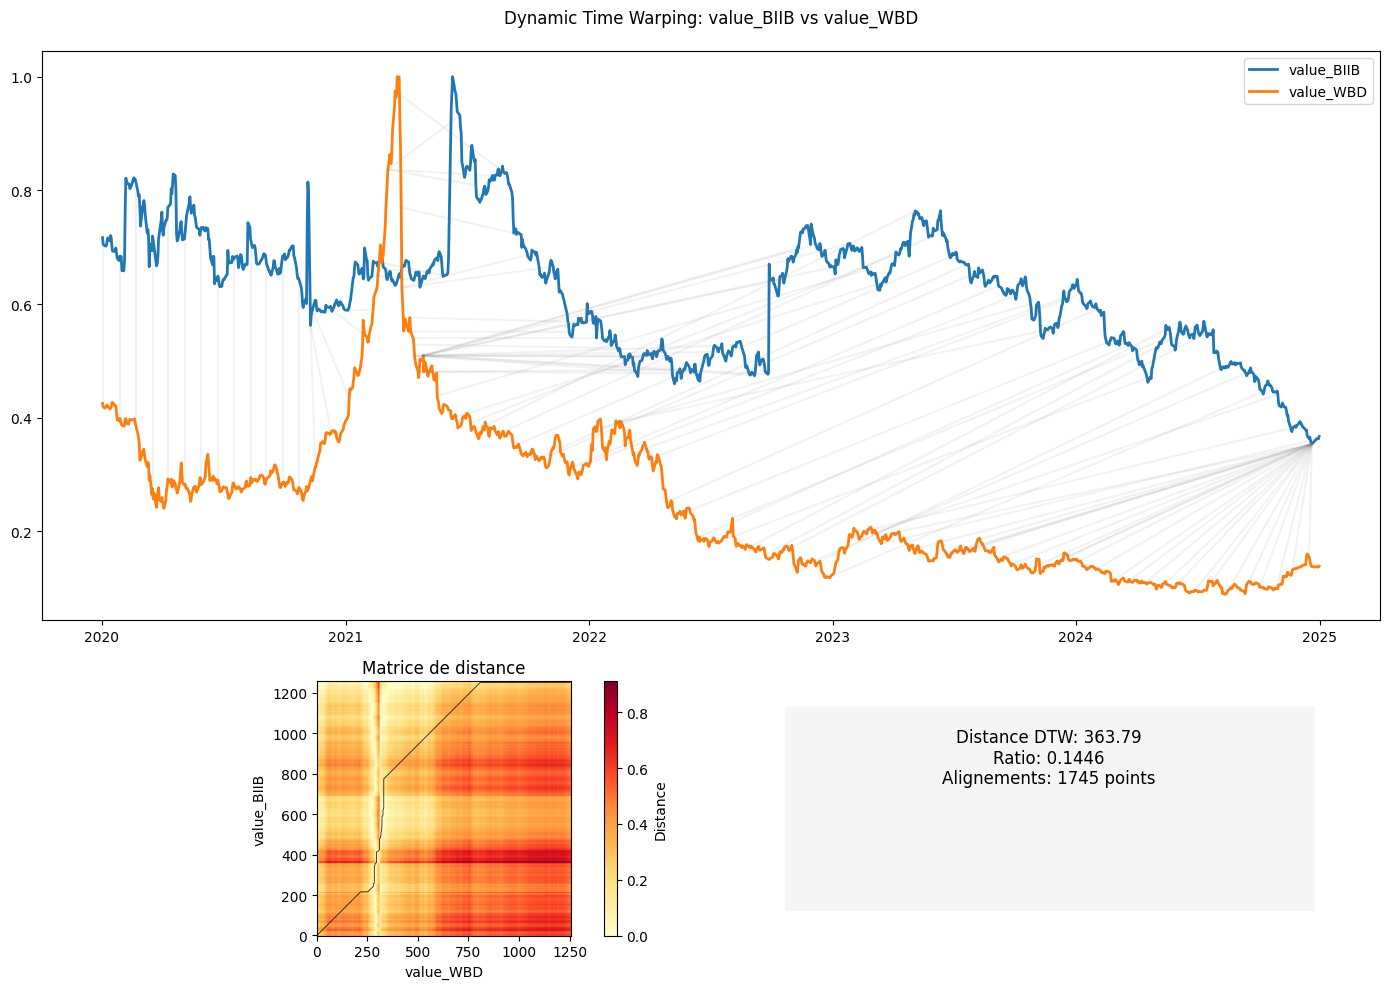 Dynamic Time Warping: value_BIIB vs value_WBD
value_BIIB
value_WBD
1.0
0.8
0.6
0.4
0.2
2020 2021 2022 2023 2024 2025
Matrice de distance
value_BIIB
1200
1000
800
600
400
200
0
0 250 500 750 1000 1250
value_WBD
0.8
0.6
0.4
0.2
0.0
Distance
Distance DTW: 363.79
Ratio: 0.1446
Alignements: 1745 points